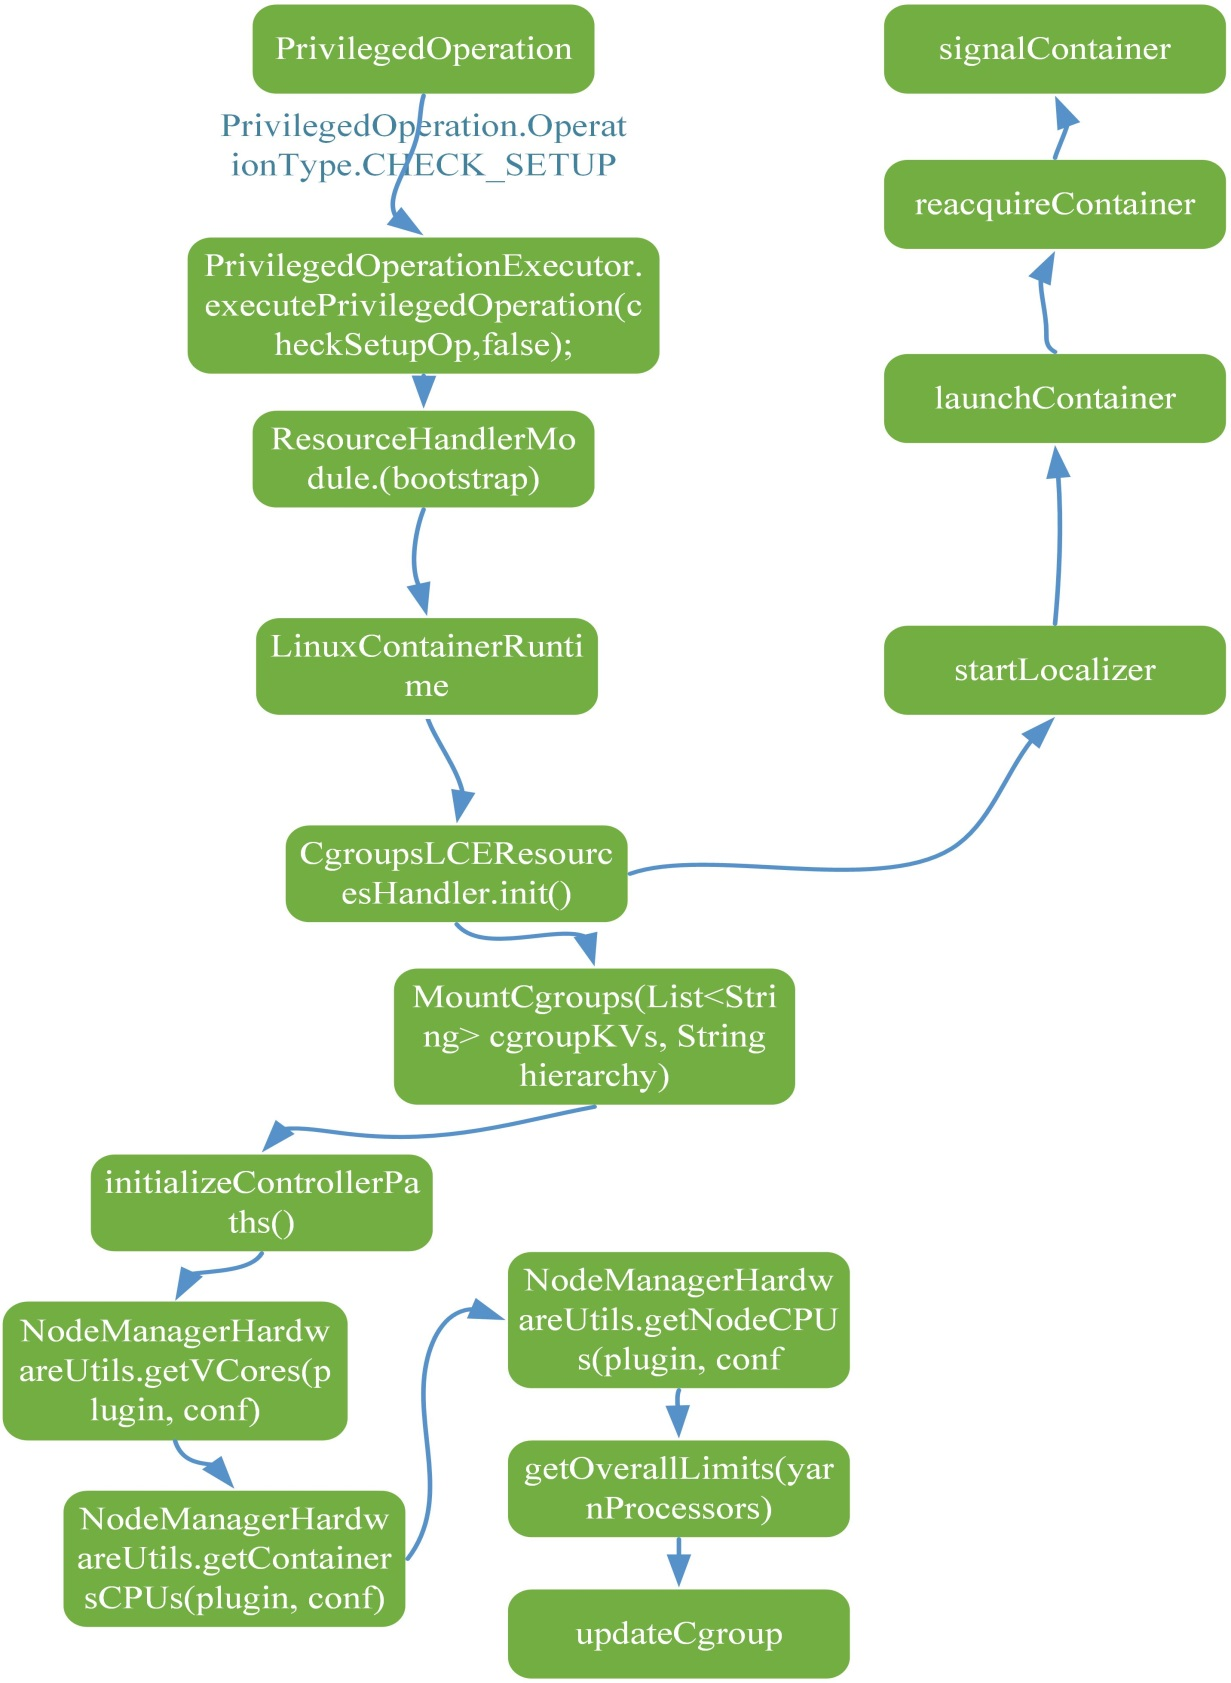 PrivilegedOperation
PrivilegedOperation.Operat
ionType.CHECK_SETUP
PrivilegedOperationExecutor.
executePrivilegedOperation(c
heckSetupOp,false);
ResourceHandlerMo
dule.(bootstrap)
LinuxContainerRunti
me
CgroupsLCEResourc
esHandler.init()
MountCgroups(List<Stri
ng> cgroupKVs, String
hierarchy)
initializeControllerPa
ths()
NodeManagerHardw
areUtils.getVCores(p
lugin, conf)
NodeManagerHardw
areUtils.getContainer
sCPUs(plugin, conf)
NodeManagerHardw
areUtils.getNodeCPU
s(plugin, conf
getOverallLimits(yar
nProcessors)
updateCgroup
signalContainer
reacquireContainer
launchContainer
startLocalizer